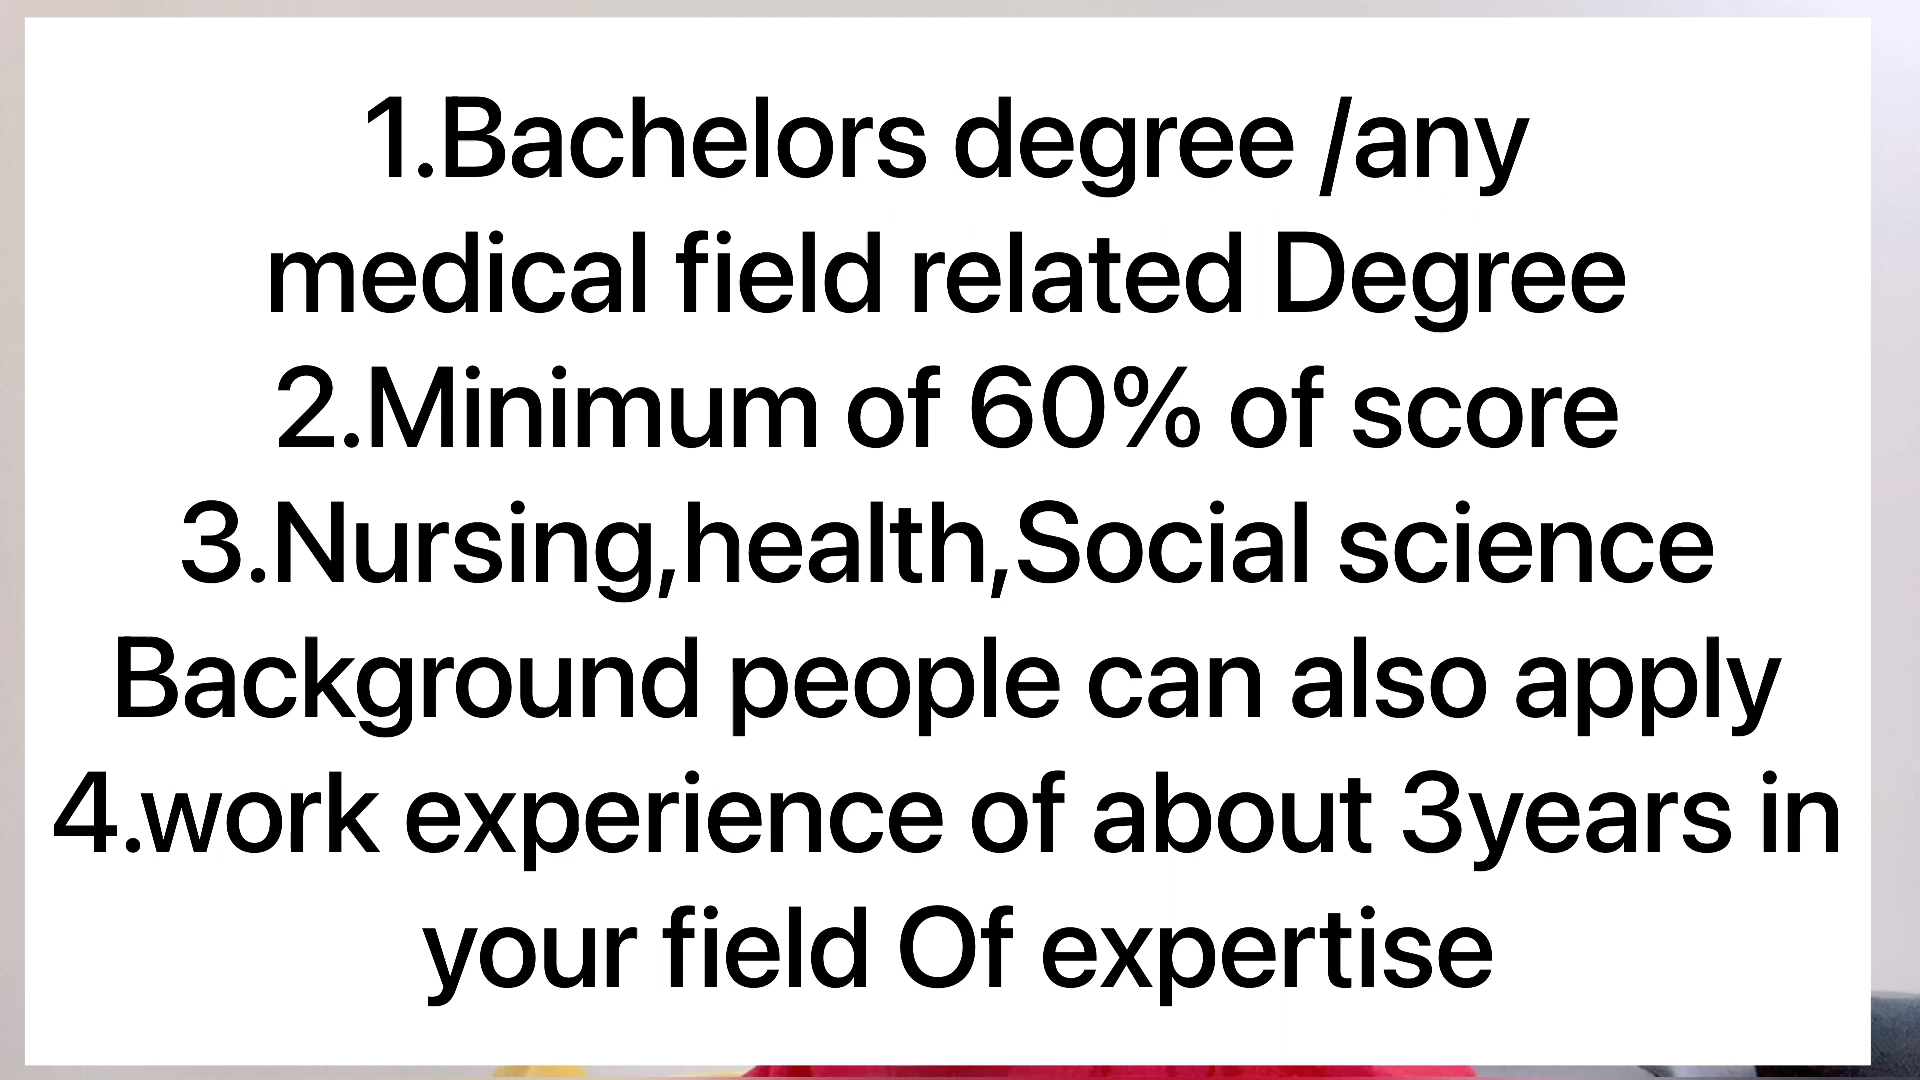 1.Bachelors degree /any
medical field related Degree
2.Minimum of 60% of score
3.Nursing,health,Social science
Background people can also apply
4.work experience of about 3years in
your field Of expertise